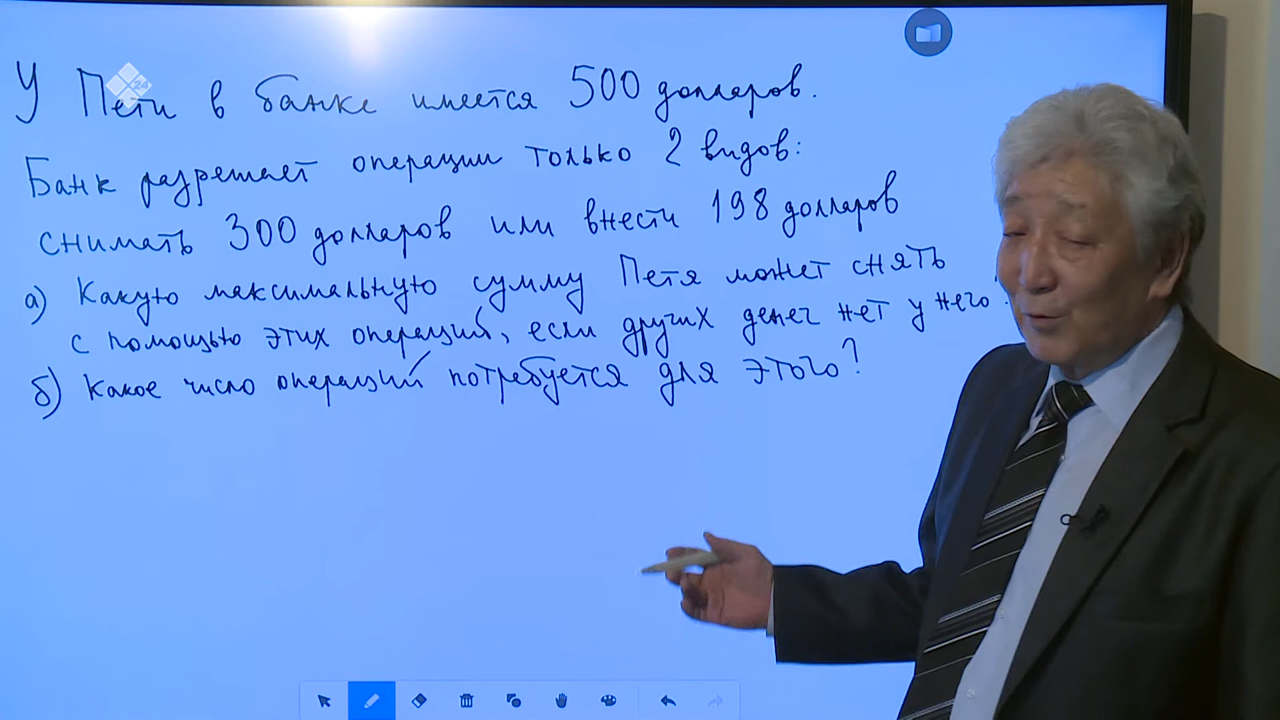 У Пети в банке имеется 500 долларов.
Банк разрешает операции только 2 видов:
снимать 300 долларов или внести 198 долларов
а) Какую максимальную сумму Петя может снять
с помощью этих операций, если других денег нет у него.
б) Какое число операций потребуется для этого?
24